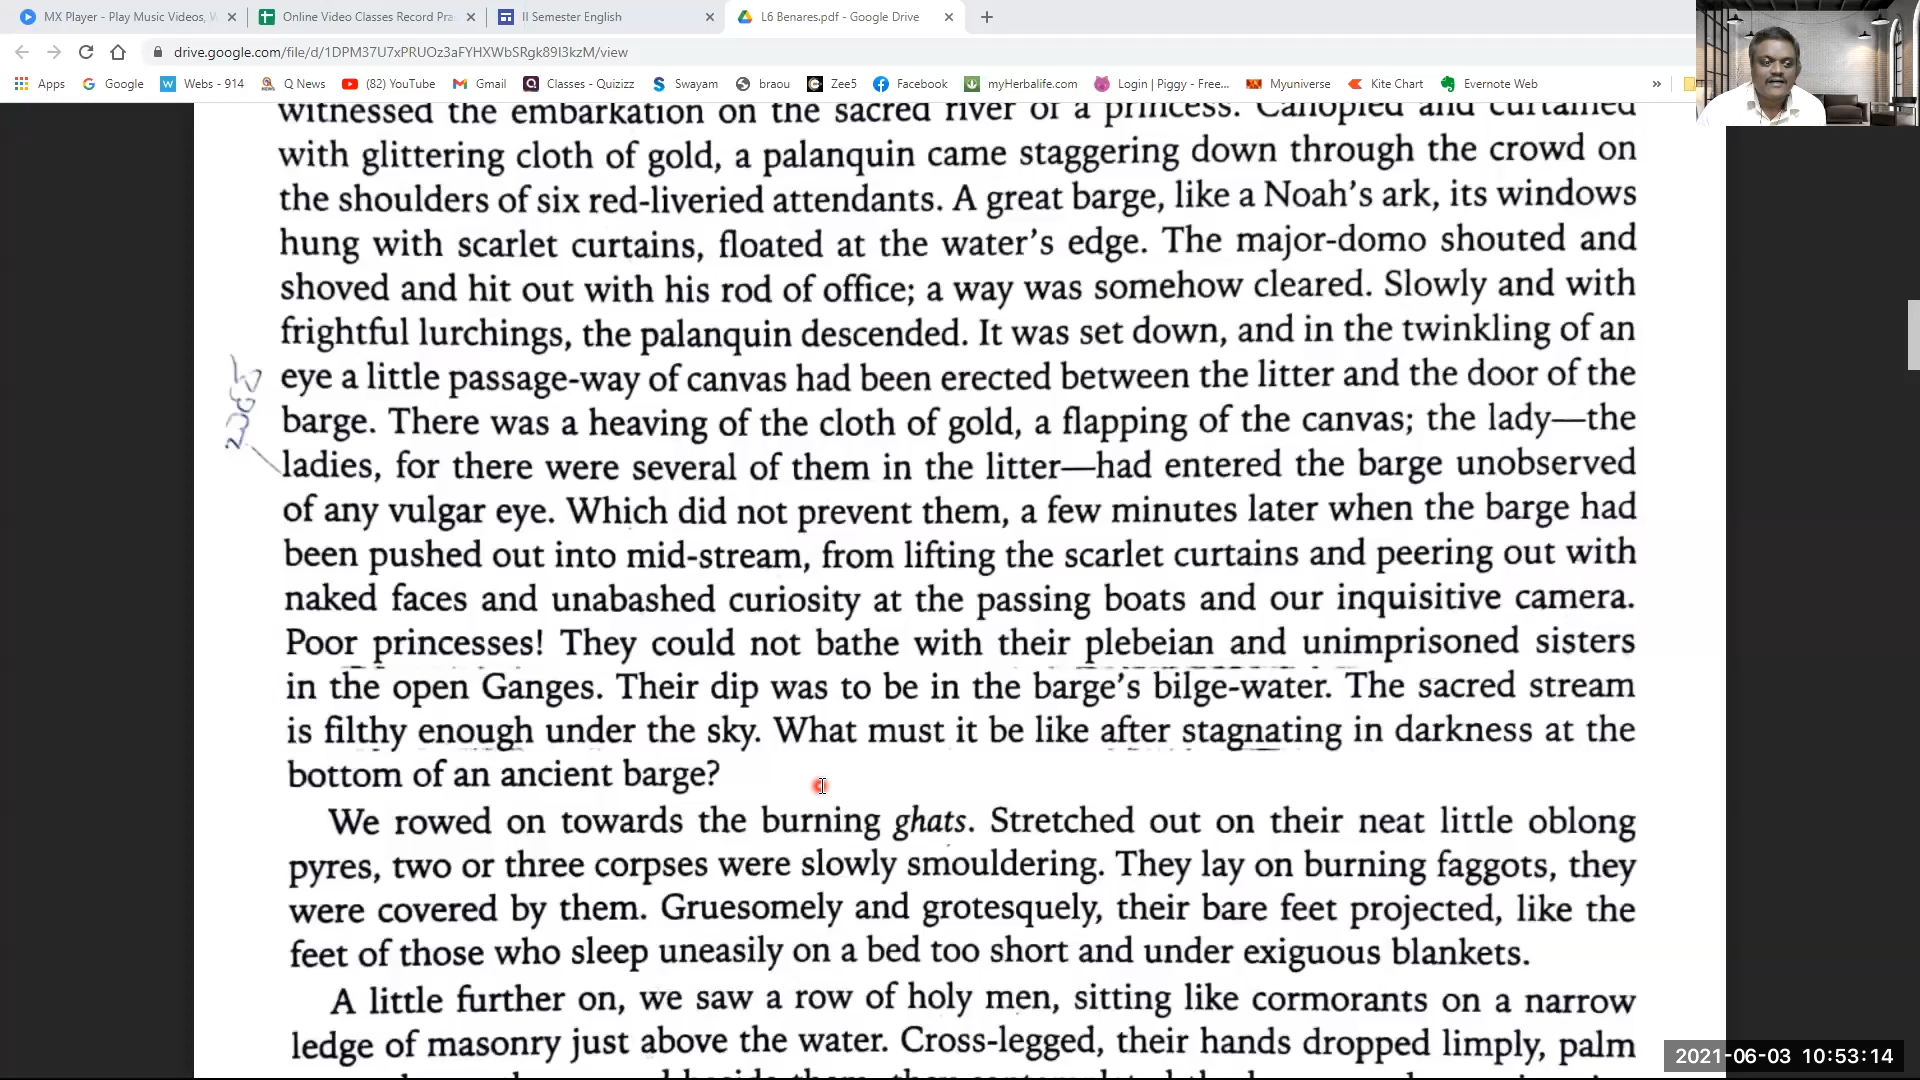 MX Player - Play Music Videos, W
Online Video Classes Record Pra
II Semester English
L6 Benares.pdf - Google Drive
drive.google.com/file/d/1DPM37U7xPRUOz3aFYHXWbSRgk89I3kzM/view
Apps Google Webs - 914 Q News (82) YouTube Gmail Classes - Quizizz Swayam braou Zee5 Facebook myHerbalife.com Login | Piggy - Free... Myuniverse Kite Chart Evernote Web »
witnessed the embarkation on the sacred river of a princess. Canopied and curtained
with glittering cloth of gold, a palanquin came staggering down through the crowd on
the shoulders of six red-liveried attendants. A great barge, like a Noah's ark, its windows
hung with scarlet curtains, floated at the water's edge. The major-domo shouted and
shoved and hit out with his rod of office; a way was somehow cleared. Slowly and with
frightful lurchings, the palanquin descended. It was set down, and in the twinkling of an
eye a little passage-way of canvas had been erected between the litter and the door of the
barge. There was a heaving of the cloth of gold, a flapping of the canvas; the lady—the
ladies, for there were several of them in the litter—had entered the barge unobserved
of any vulgar eye. Which did not prevent them, a few minutes later when the barge had
been pushed out into mid-stream, from lifting the scarlet curtains and peering out with
naked faces and unabashed curiosity at the passing boats and our inquisitive camera.
Poor princesses! They could not bathe with their plebeian and unimprisoned sisters
in the open Ganges. Their dip was to be in the barge's bilge-water. The sacred stream
is filthy enough under the sky. What must it be like after stagnating in darkness at the
bottom of an ancient barge?
We rowed on towards the burning ghats. Stretched out on their neat little oblong
pyres, two or three corpses were slowly smouldering. They lay on burning faggots, they
were covered by them. Gruesomely and grotesquely, their bare feet projected, like the
feet of those who sleep uneasily on a bed too short and under exiguous blankets.
A little further on, we saw a row of holy men, sitting like cormorants on a narrow
ledge of masonry just above the water. Cross-legged, their hands dropped limply, palm
2021-06-03 10:53:14